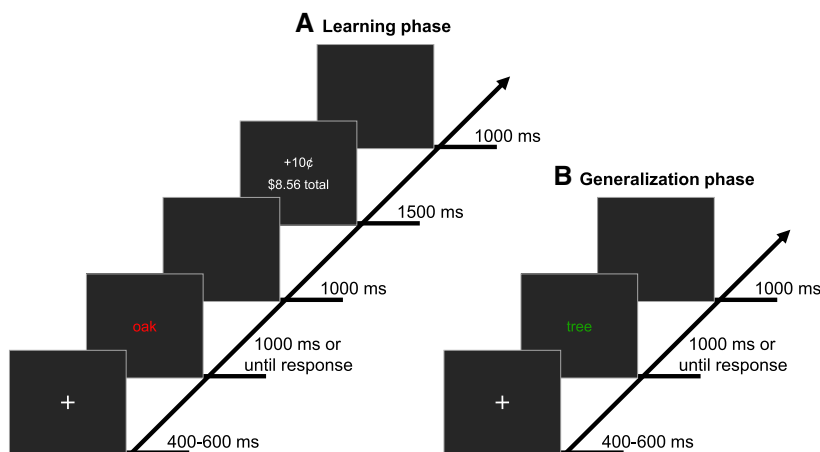 A Learning phase
1000 ms
+10¢
$8.56 total
1500 ms
1000 ms
oak
1000 ms or
until response
+
400-600 ms
B Generalization phase
1000 ms
tree
1000 ms or
until response
+
400-600 ms